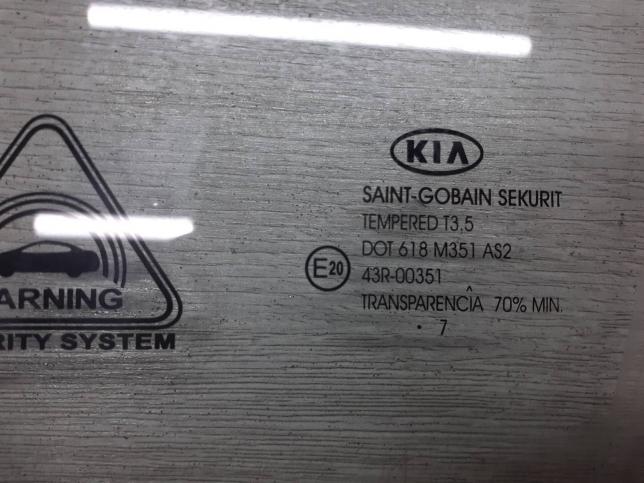 KIA
SAINT-GOBAIN SEKURIT
TEMPERED T3,5
DOT 618 M351 AS2
E20
43R-00351
TRANSPARENCÎA 70% MIN.
. 7
ARNING
RITY SYSTEM